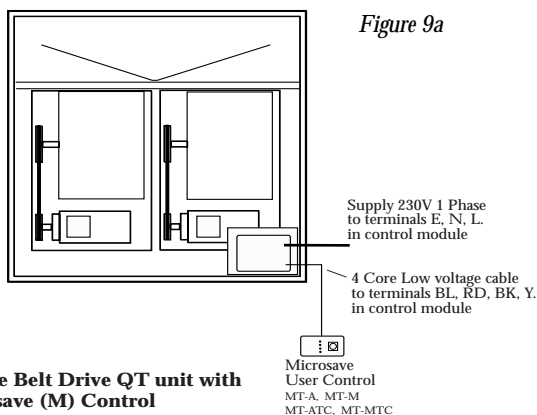 Figure 9a
Supply 230V 1 Phase
to terminals E, N, L.
in control module
4 Core Low voltage cable
to terminals BL, RD, BK, Y.
in control module
Microsave
User Control
MT-A, MT-M
MT-ATC, MT-MTC
e Belt Drive QT unit with
save (M) Control